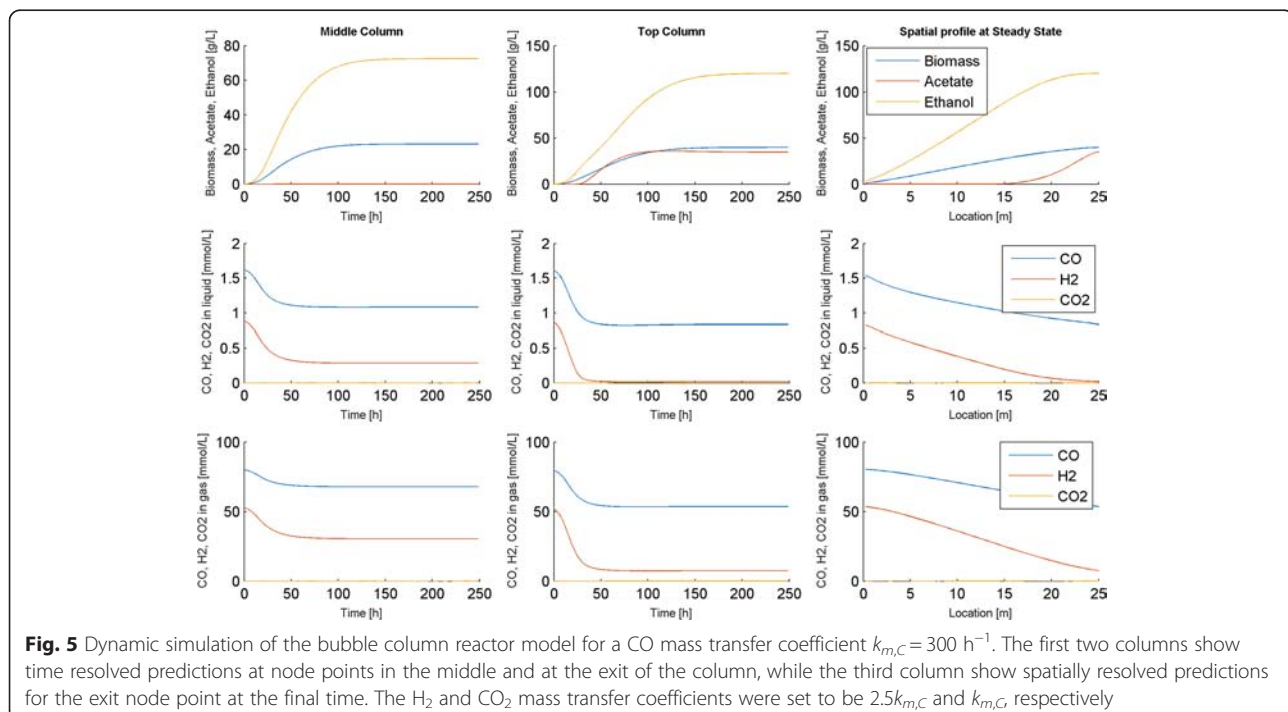 Middle Column
Top Column
Spatial profile at Steady State
Biomass, Acetate, Ethanol [g/L]
80
60
40
20
0
0 50 100 150 200 250
Time [h]
Biomass, Acetate, Ethanol [g/L]
150
100
50
0
0 50 100 150 200 250
Time [h]
Biomass, Acetate, Ethanol [g/L]
150
100
50
0
0 5 10 15 20 25
Location [m]
Biomass
Acetate
Ethanol
CO, H2, CO2 in liquid [mmol/L]
2
1.5
1
0.5
0
0 50 100 150 200 250
Time [h]
CO, H2, CO2 in liquid [mmol/L]
2
1.5
1
0.5
0
0 50 100 150 200 250
Time [h]
CO, H2, CO2 in liquid [mmol/L]
2
1.5
1
0.5
0
0 5 10 15 20 25
Location [m]
CO
H2
CO2
CO, H2, CO2 in gas [mmol/L]
100
50
0
0 50 100 150 200 250
Time [h]
CO, H2, CO2 in gas [mmol/L]
100
50
0
0 50 100 150 200 250
Time [h]
CO, H2, CO2 in gas [mmol/L]
100
50
0
0 5 10 15 20 25
Location [m]
CO
H2
CO2
Fig. 5 Dynamic simulation of the bubble column reactor model for a CO mass transfer coefficient k_{m,C} = 300 h⁻¹. The first two columns show
time resolved predictions at node points in the middle and at the exit of the column, while the third column show spatially resolved predictions
for the exit node point at the final time. The H₂ and CO₂ mass transfer coefficients were set to be 2.5k_{m,C} and k_{m,C}, respectively